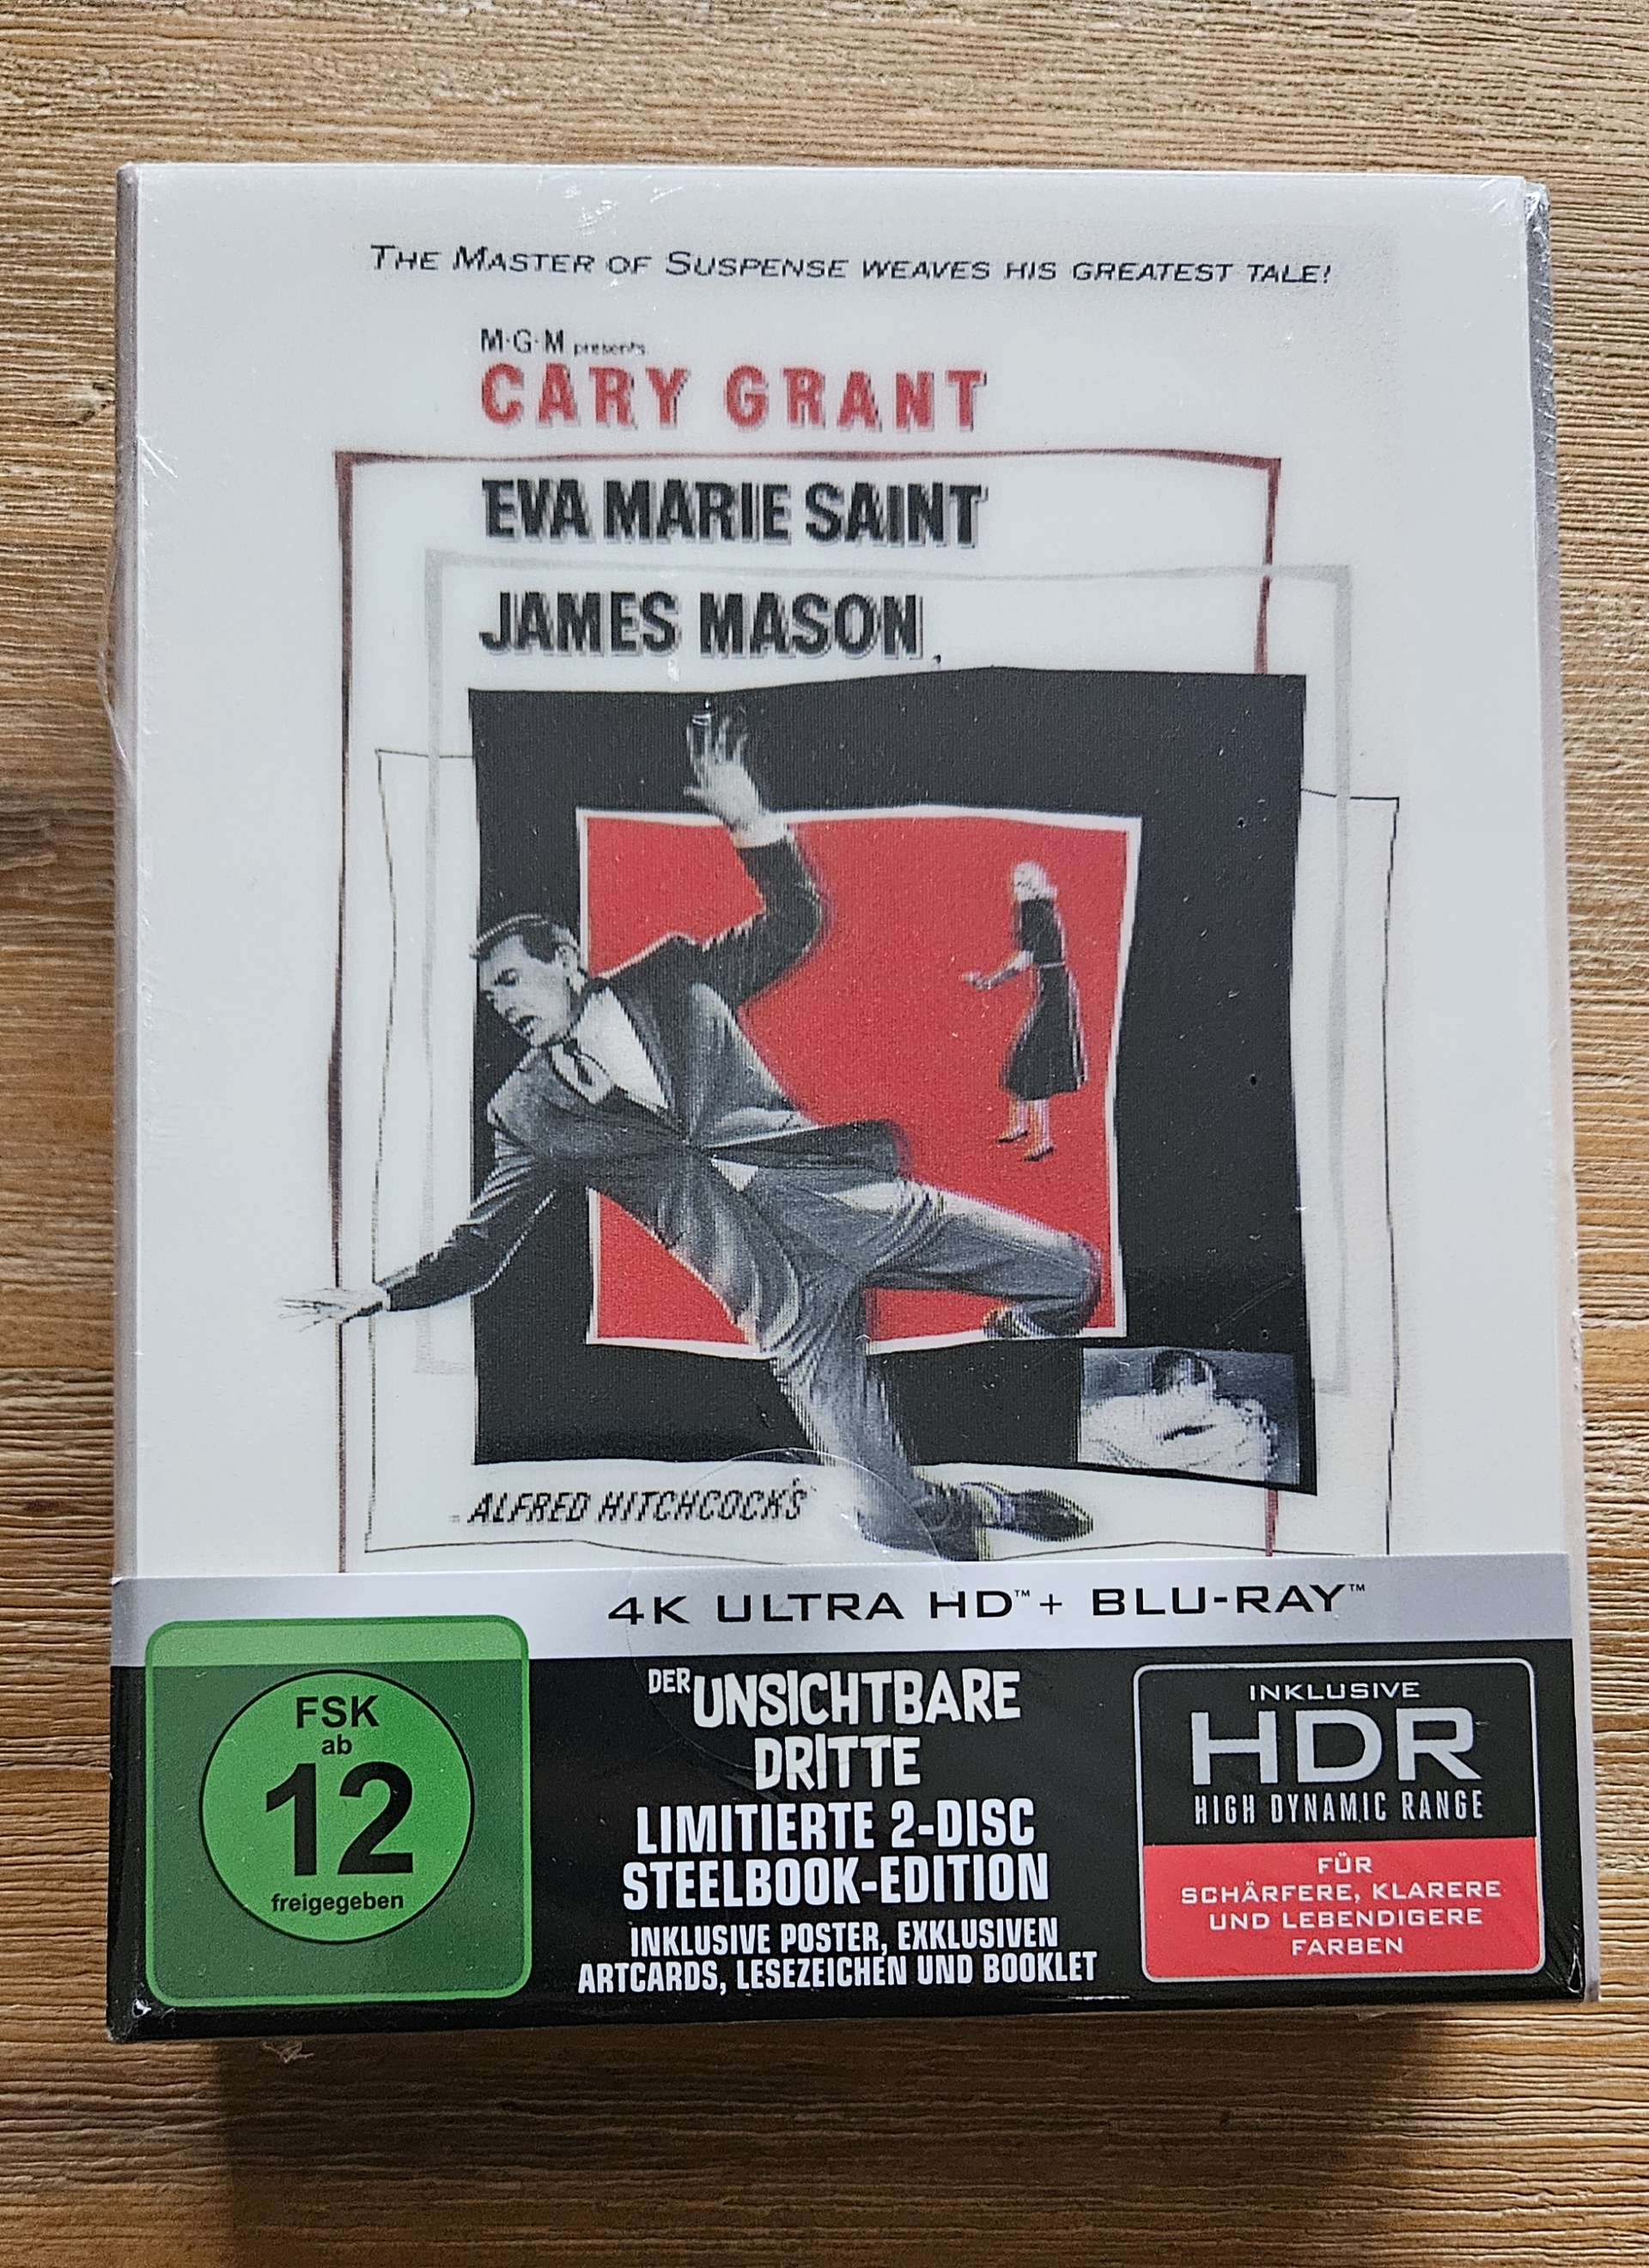 THE MASTER OF SUSPENSE WEAVES HIS GREATEST TALE!
M·G·M presents
CARY GRANT
EVA MARIE SAINT
JAMES MASON
ALFRED HITCHCOCK'S
4K ULTRA HD™ + BLU-RAY™
FSK
ab
12
freigegeben
DER UNSICHTBARE
DRITTE
LIMITIERTE 2-DISC
STEELBOOK-EDITION
INKLUSIVE POSTER, EXKLUSIVEN
ARTCARDS, LESEZEICHEN UND BOOKLET
INKLUSIVE
HDR
HIGH DYNAMIC RANGE
FÜR
SCHÄRFERE, KLARERE
UND LEBENDIGERE
FARBEN